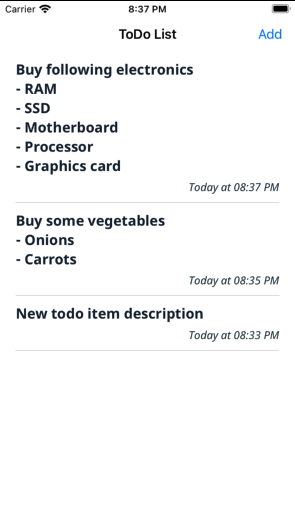 Carrier 8:37 PM
ToDo List Add
Buy following electronics
- RAM
- SSD
- Motherboard
- Processor
- Graphics card
Today at 08:37 PM
Buy some vegetables
- Onions
- Carrots
Today at 08:35 PM
New todo item description
Today at 08:33 PM